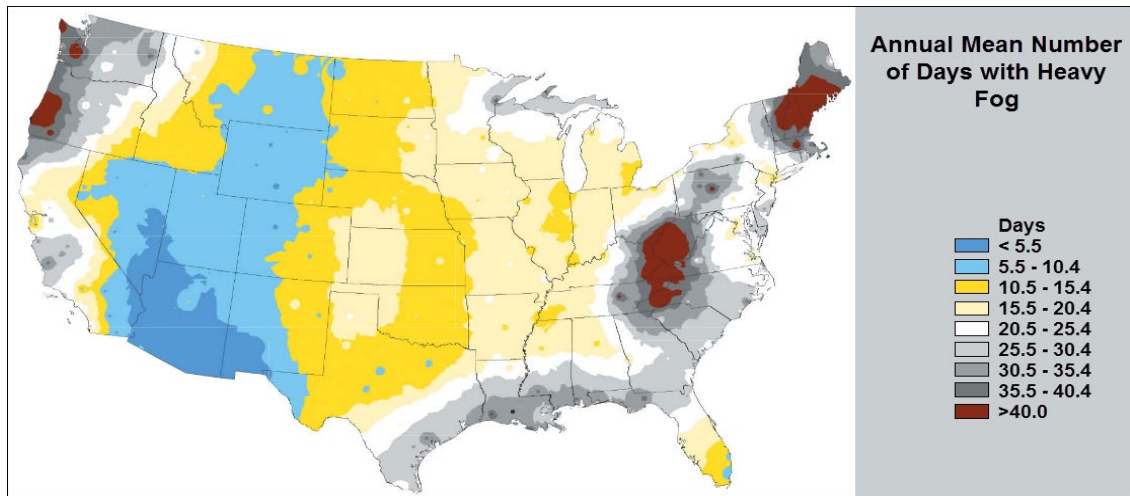 Annual Mean Number
of Days with Heavy
Fog
Days
< 5.5
5.5 - 10.4
10.5 - 15.4
15.5 - 20.4
20.5 - 25.4
25.5 - 30.4
30.5 - 35.4
35.5 - 40.4
>40.0